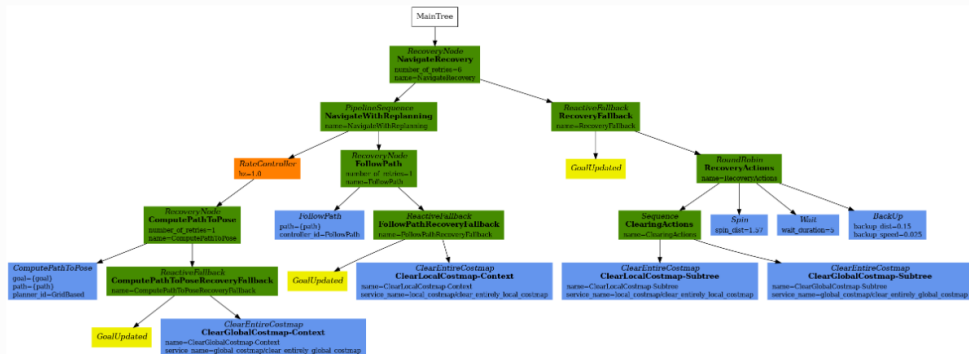 MainTree
RecoveryNode
NavigateRecovery
number_of_retries=6
name=NavigateRecovery
PipelineSequence
NavigateWithReplanning
name=NavigateWithReplanning
ReactiveFallback
RecoveryFallback
name=RecoveryFallback
RateController
hz=1.0
RecoveryNode
FollowPath
number_of_retries=1
name=FollowPath
GoalUpdated
RoundRobin
RecoveryActions
name=RecoveryActions
RecoveryNode
ComputePathToPose
number_of_retries=1
name=ComputePathToPose
FollowPath
path={path}
controller_id=FollowPath
ReactiveFallback
FollowPathRecoveryFallback
name=FollowPathRecoveryFallback
Sequence
ClearingActions
name=ClearingActions
Spin
spin_dist=1.57
Wait
wait_duration=5
BackUp
backup_dist=0.15
backup_speed=0.025
ComputePathToPose
goal={goal}
path={path}
planner_id=GridBased
ReactiveFallback
ComputePathToPoseRecoveryFallback
name=ComputePathToPoseRecoveryFallback
GoalUpdated
ClearEntireCostmap
ClearLocalCostmap-Context
name=ClearLocalCostmap-Context
service_name=local_costmap/clear_entirely_local_costmap
ClearEntireCostmap
ClearLocalCostmap-Subtree
name=ClearLocalCostmap-Subtree
service_name=local_costmap/clear_entirely_local_costmap
ClearEntireCostmap
ClearGlobalCostmap-Subtree
name=ClearGlobalCostmap-Subtree
service_name=global_costmap/clear_entirely_global_costmap
GoalUpdated
ClearEntireCostmap
ClearGlobalCostmap-Context
name=ClearGlobalCostmap-Context
service_name=global_costmap/clear_entirely_global_costmap